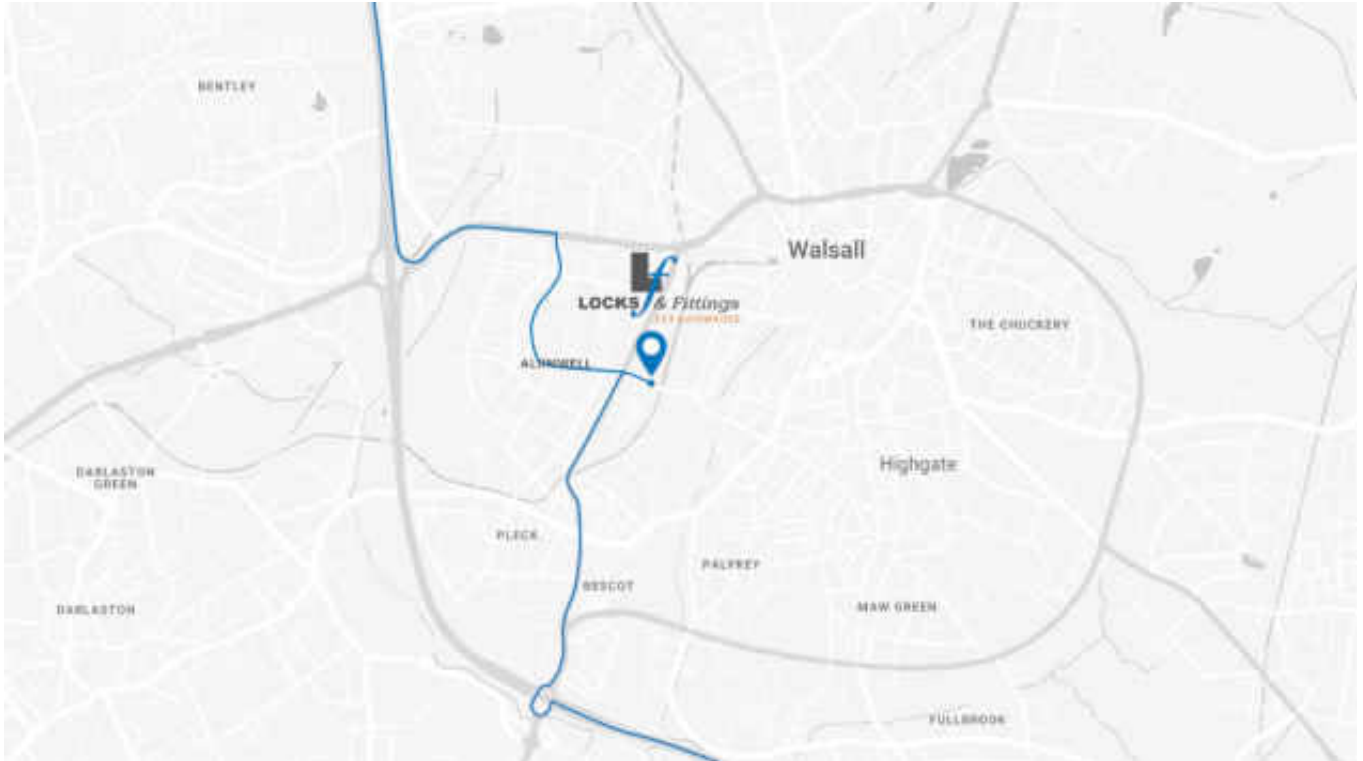 BENTLEY
Walsall
LOCKS & Fittings
THE CHUCKERY
ALUMWELL
Highgate
DARLASTON
GREEN
PLECK
PALFREY
BESCOT
MAW GREEN
DARLASTON
FULLBROOK